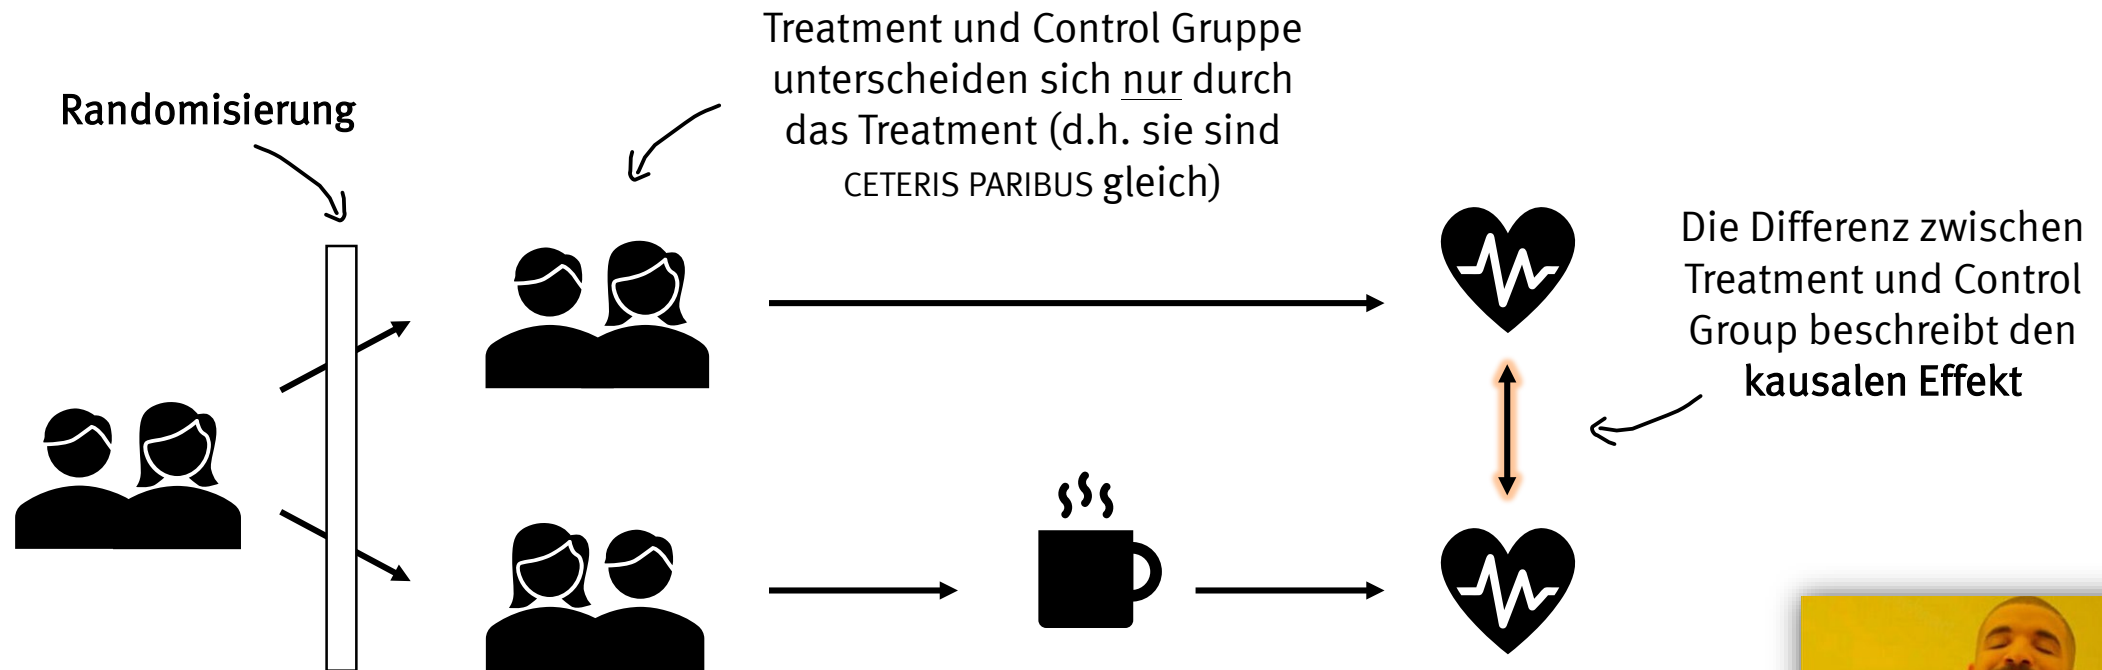 Randomisierung
Treatment und Control Gruppe
unterscheiden sich nur durch
das Treatment (d.h. sie sind
CETERIS PARIBUS gleich)
Die Differenz zwischen
Treatment und Control
Group beschreibt den
kausalen Effekt